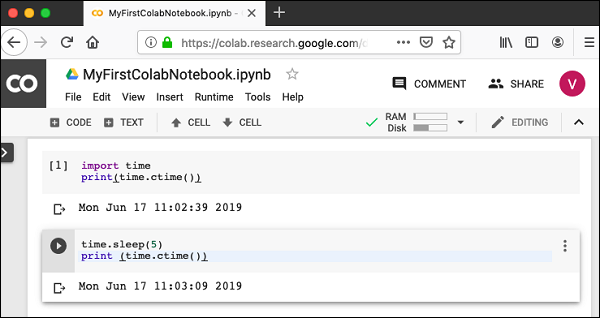 MyFirstColabNotebook.ipynb -
https://colab.research.google.com/
CO
MyFirstColabNotebook.ipynb
COMMENT
SHARE
V
File Edit View Insert Runtime Tools Help
CODE TEXT CELL CELL
RAM
Disk
EDITING
[1] import time
print(time.ctime())
Mon Jun 17 11:02:39 2019
time.sleep(5)
print (time.ctime())
Mon Jun 17 11:03:09 2019